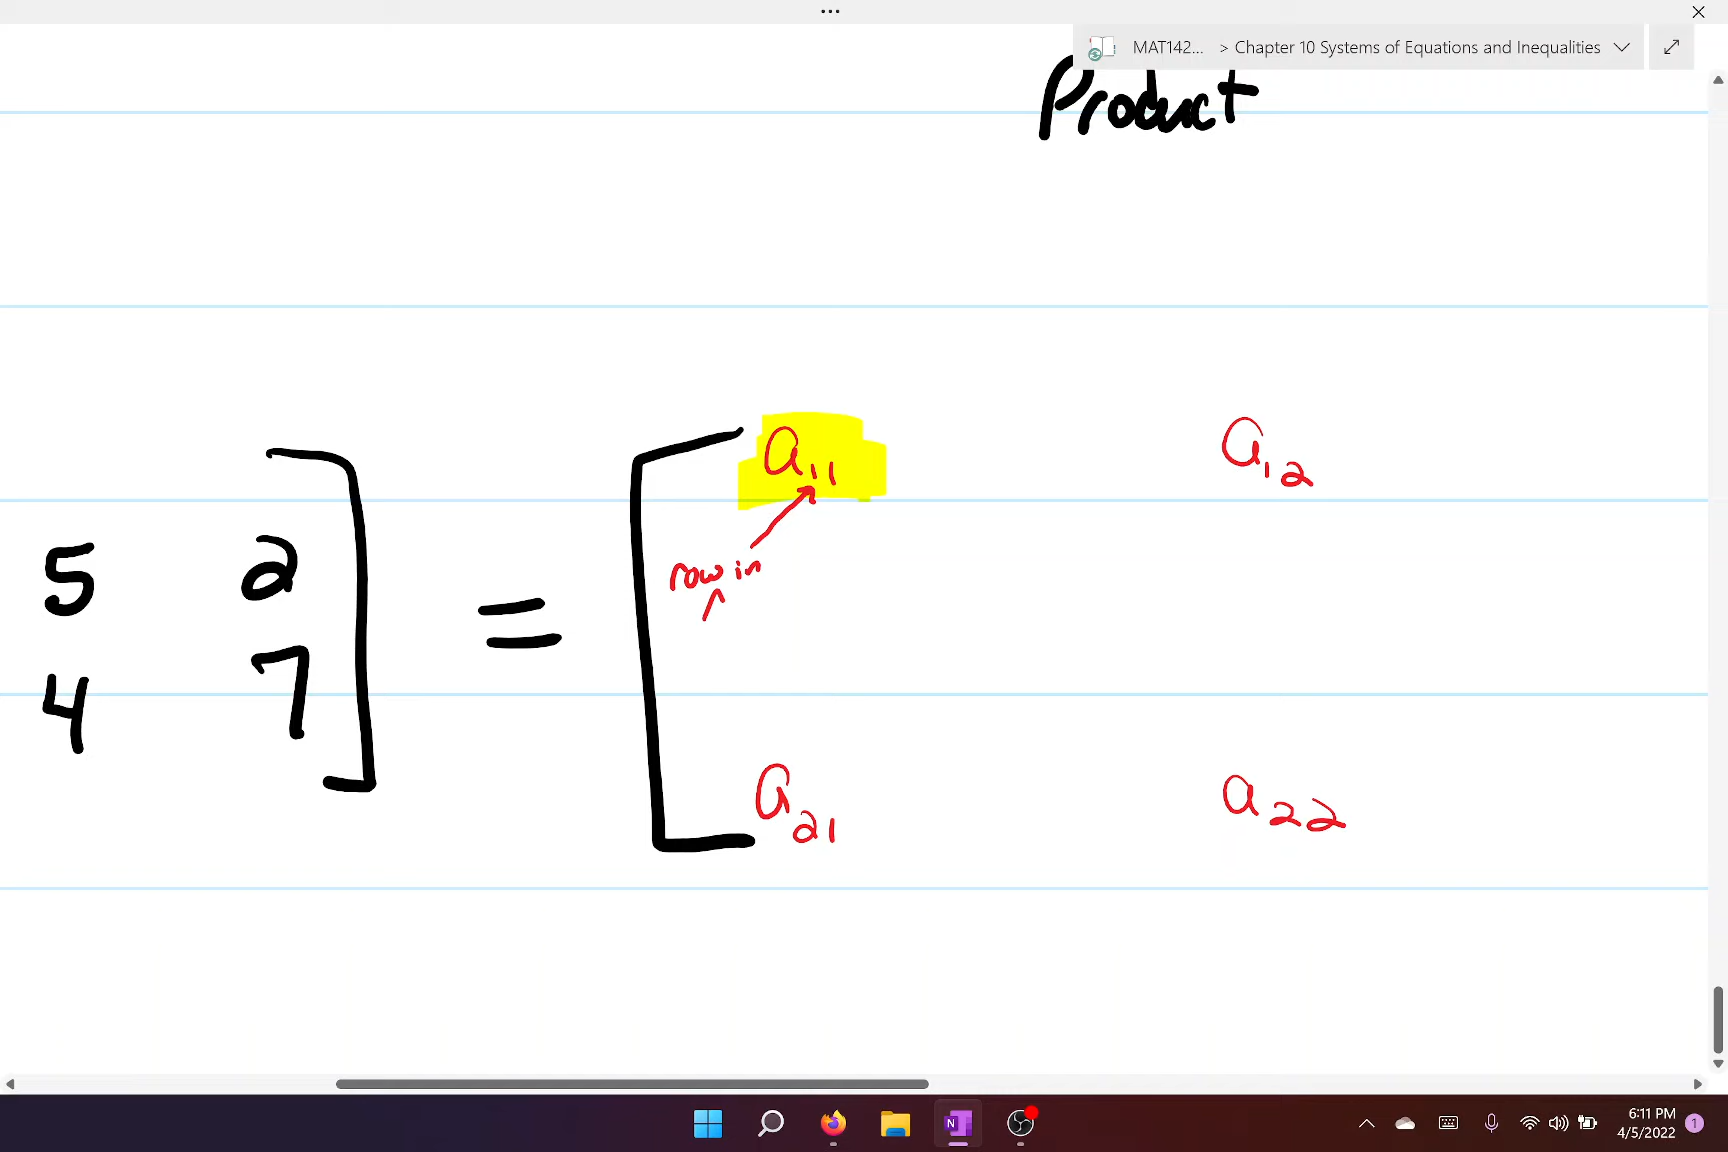 MAT142... > Chapter 10 Systems of Equations and Inequalities
Product
a11 a12
row in
5 2
=
4 7
a21 a22
6:11 PM
4/5/2022
1